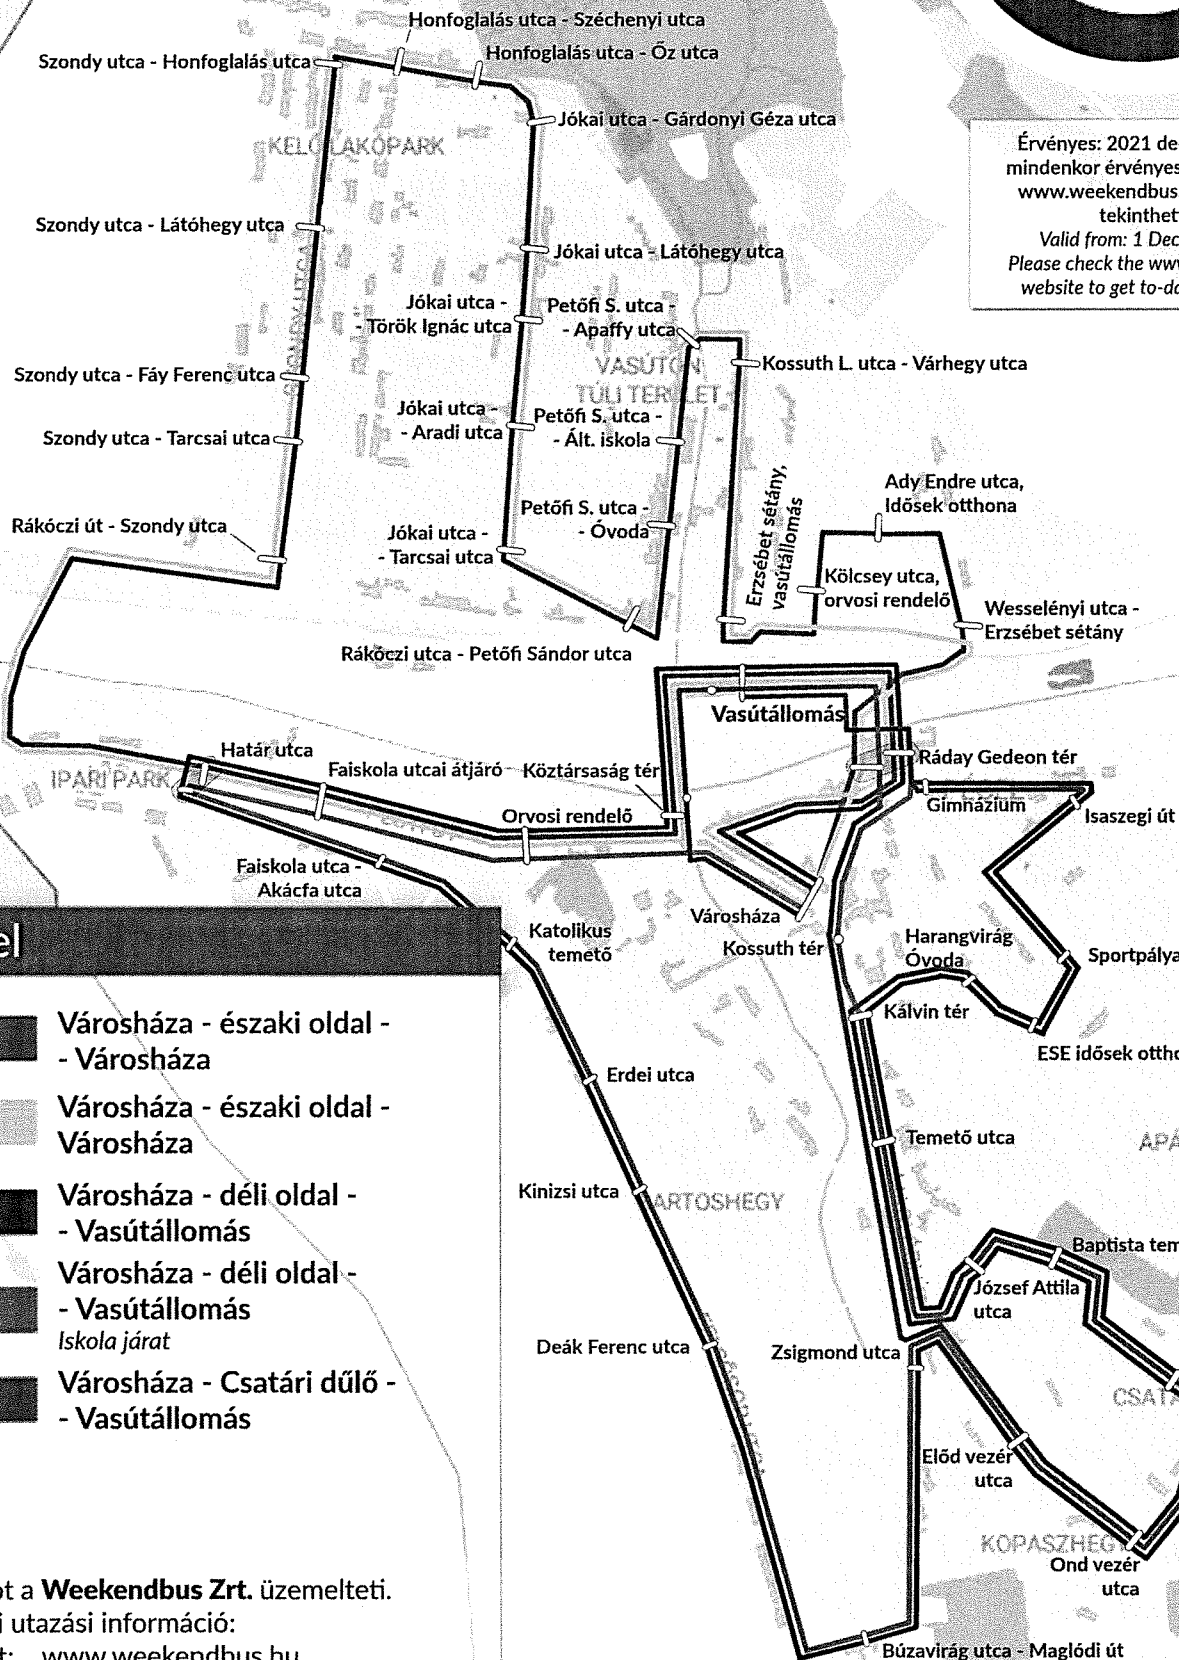 Honfoglalás utca - Széchenyi utca
Honfoglalás utca - Őz utca
Szondy utca - Honfoglalás utca
Jókai utca - Gárdonyi Géza utca
KELŐ LAKÓPARK
Érvényes: 2021 de
mindenkor érvényes
www.weekendbus.
tekinthet
Valid from: 1 Dec
Please check the www
website to get to-da
Szondy utca - Látóhegy utca
SZONDY UTCA
Jókai utca - Látóhegy utca
Jókai utca -
- Török Ignác utca
Petőfi S. utca -
- Apaffy utca
VASÚTON
TÚLI TERÜLET
Kossuth L. utca - Várhegy utca
Szondy utca - Fáy Ferenc utca
Jókai utca -
- Aradi utca
Petőfi S. utca -
- Ált. iskola
Szondy utca - Tarcsai utca
Ady Endre utca,
Idősek otthona
Rákóczi út - Szondy utca
Jókai utca -
- Tarcsai utca
Petőfi S. utca -
- Óvoda
Erzsébet sétány,
vasútállomás
Kölcsey utca,
orvosi rendelő
Wesselényi utca -
Erzsébet sétány
Rákóczi utca - Petőfi Sándor utca
Vasútállomás
Határ utca
Faiskola utcai átjáró
Köztársaság tér
Ráday Gedeon tér
IPARI PARK
Orvosi rendelő
Gimnázium
Isaszegi út
Faiskola utca -
Akácfa utca
Városháza
Kossuth tér
Katolikus
temető
Harangvirág
Óvoda
Sportpálya
Kálvin tér
ESE idősek ottho
el
Városháza - északi oldal -
- Városháza
Városháza - északi oldal -
Városháza
Városháza - déli oldal -
- Vasútállomás
Városháza - déli oldal -
- Vasútállomás
Iskola járat
Városháza - Csatári dűlő -
- Vasútállomás
Erdei utca
Temető utca
APÁ
Kinizsi utca
ARTOSHEGY
Baptista tem
József Attila
utca
Deák Ferenc utca
Zsigmond utca
CSATÁ
Előd vezér
utca
KOPASZHEGY
Ond vezér
utca
ot a Weekendbus Zrt. üzemelteti.
i utazási információ:
t: www.weekendbus.hu
Búzavirág utca - Maglódi út